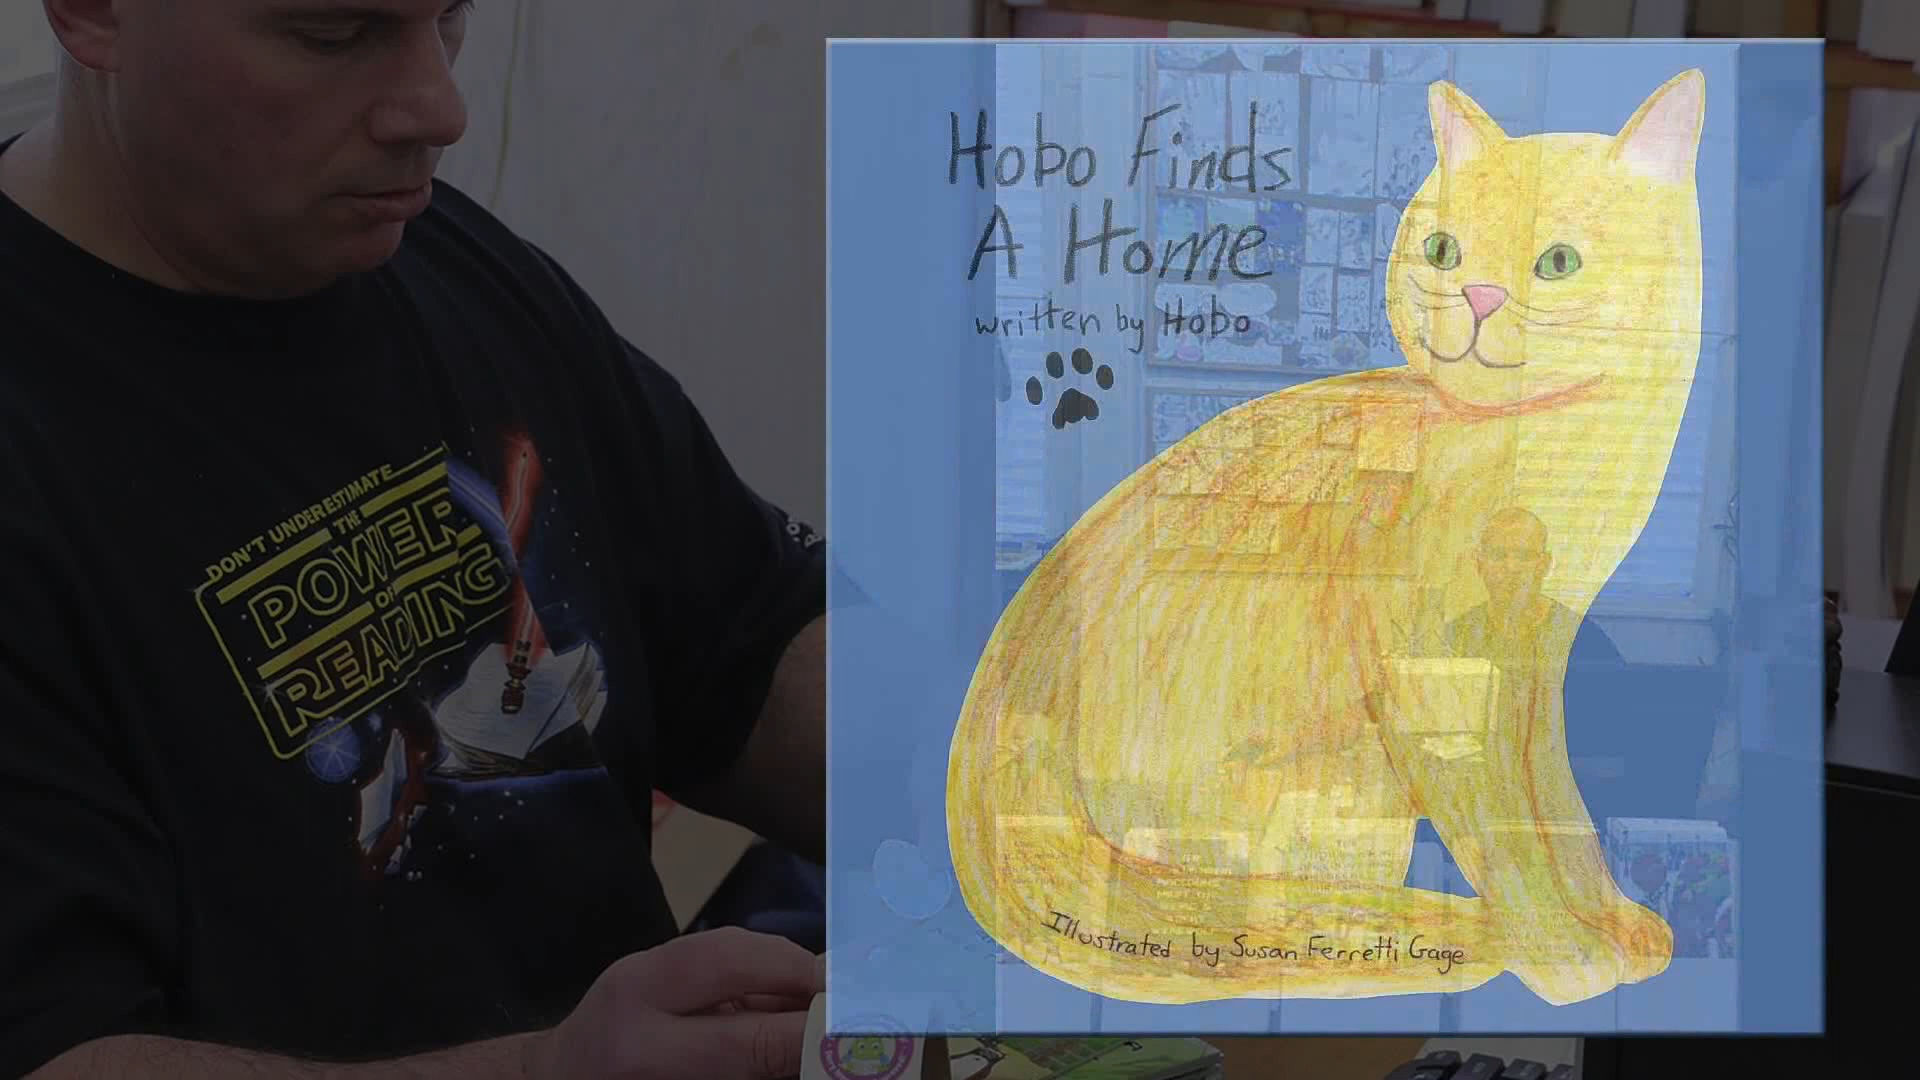 DON'T UNDERESTIMATE
THE
POWER
OF
READING
Hobo Finds
A Home
written by Hobo
Illustrated by Susan Ferretti Gage